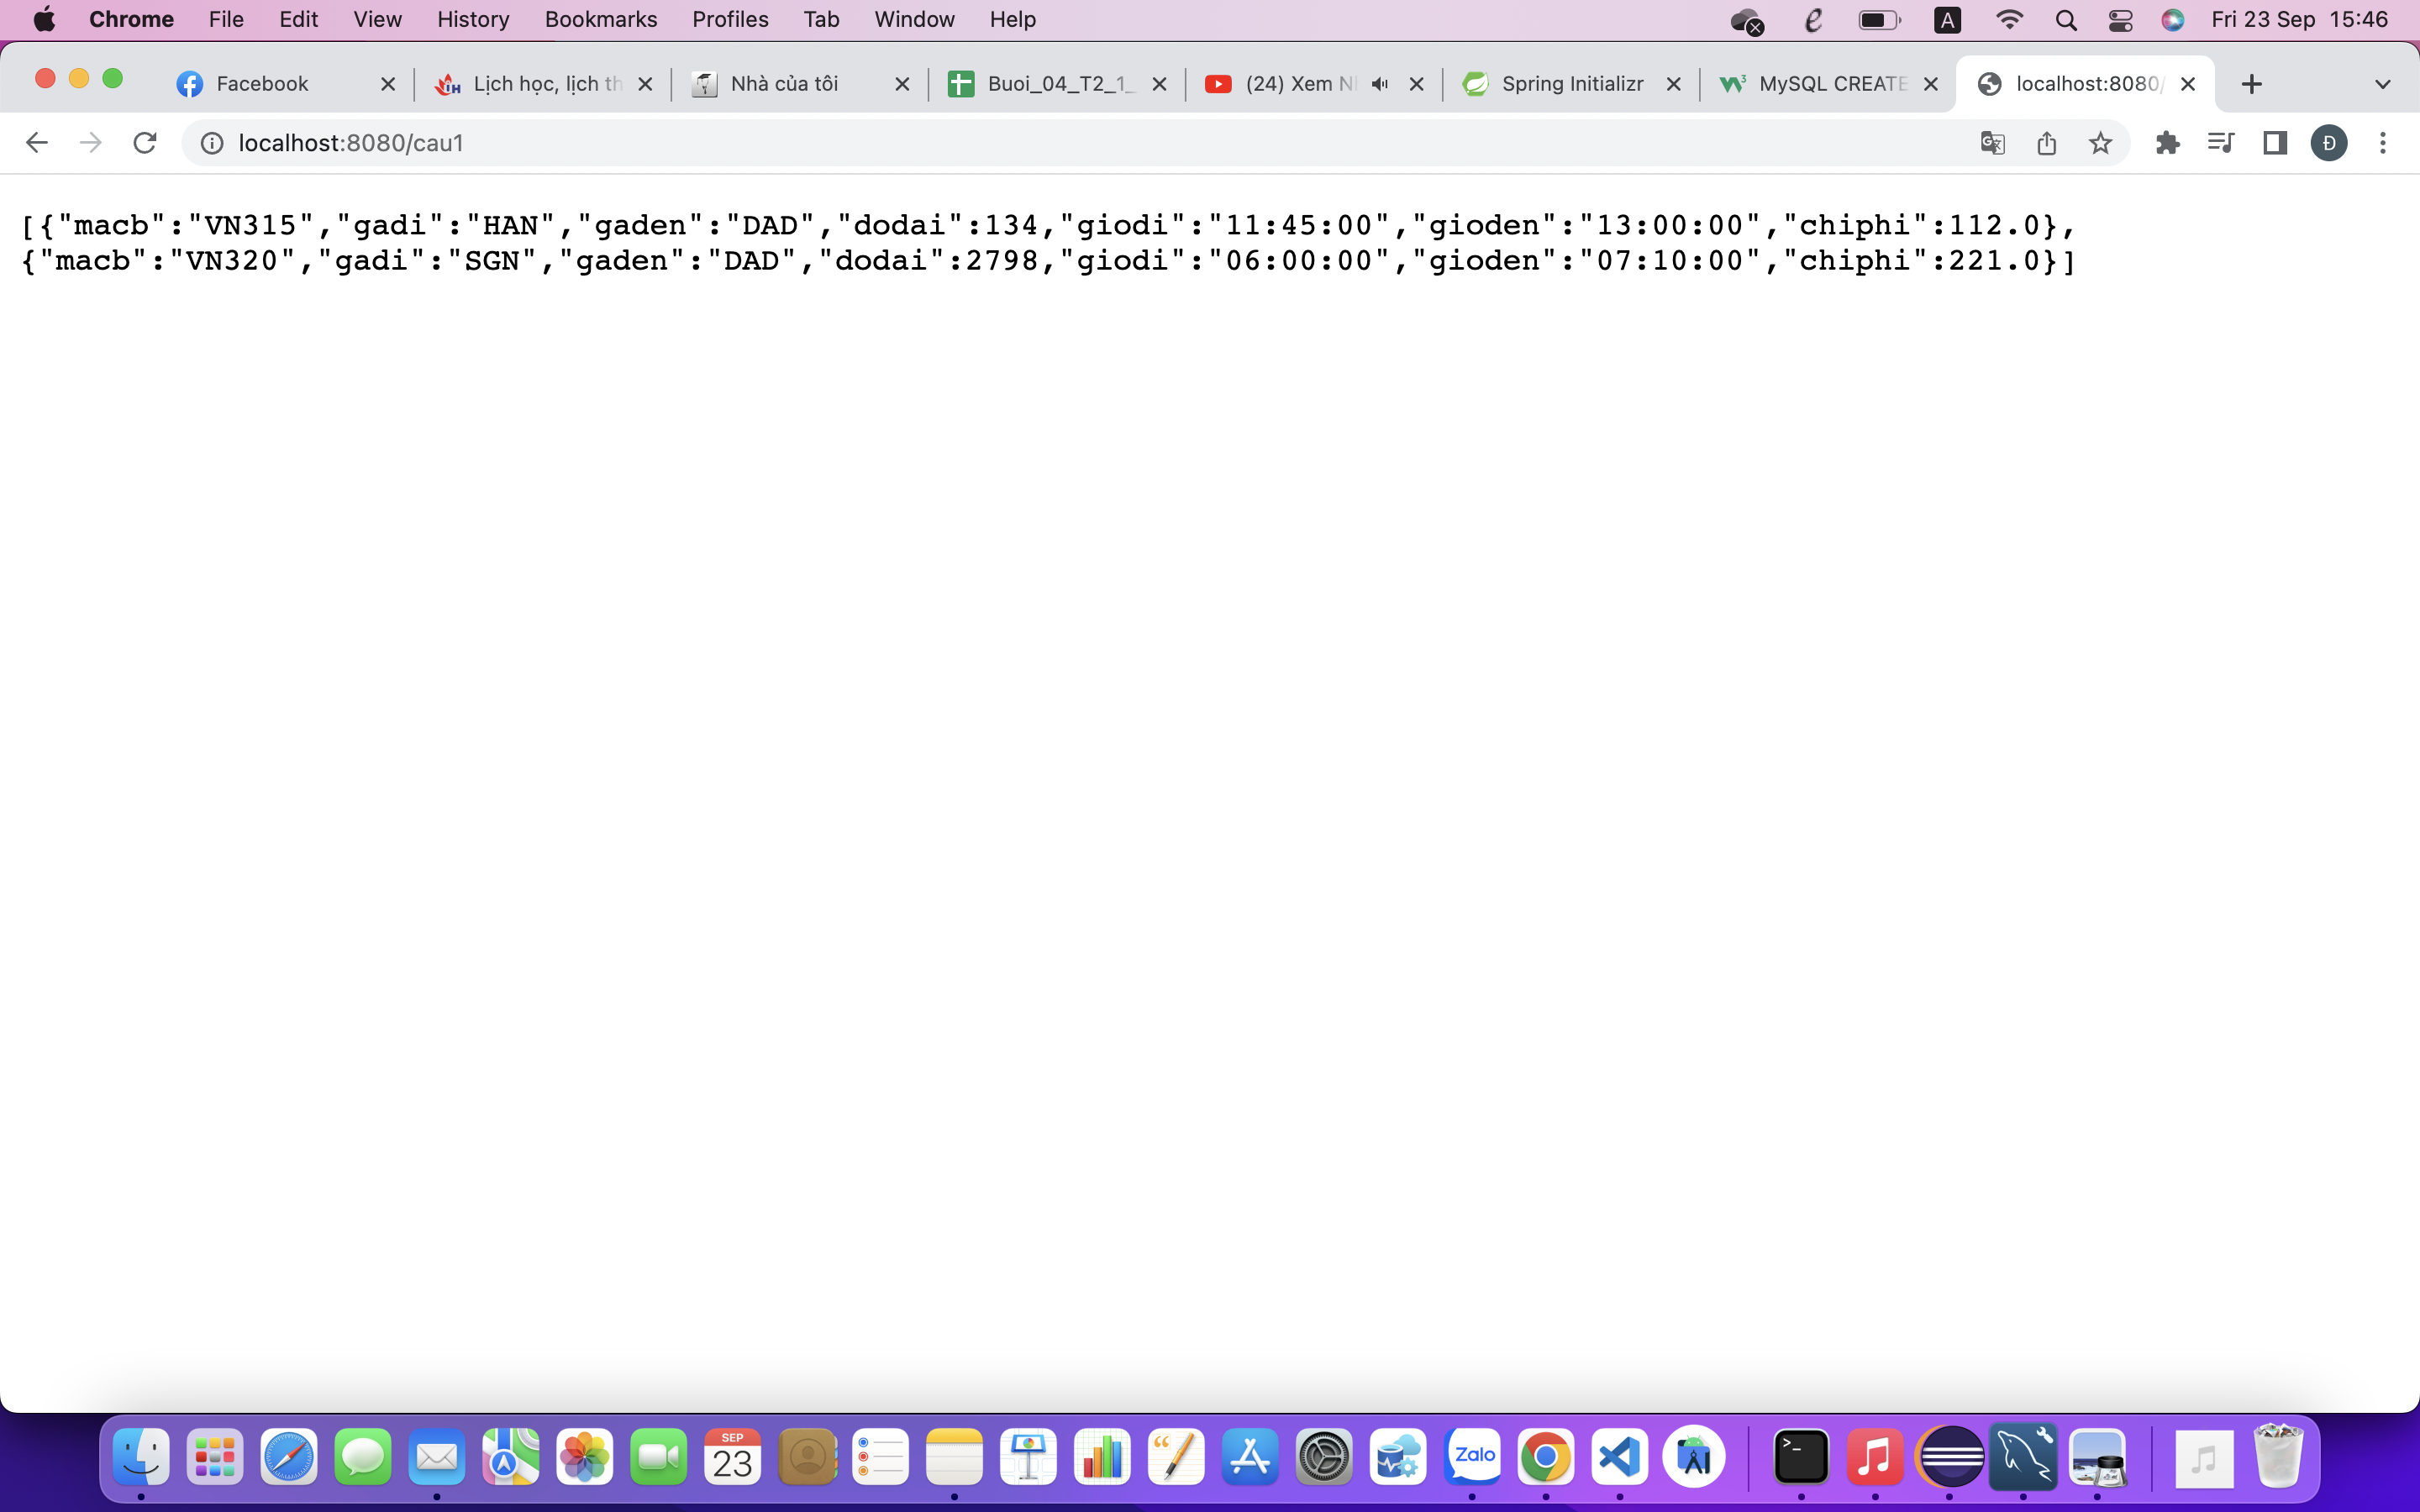 Chrome File Edit View History Bookmarks Profiles Tab Window Help A Fri 23 Sep 15:46
Facebook Lịch học, lịch th Nhà của tôi Buoi_04_T2_1_ (24) Xem N Spring Initializr W3 MySQL CREATE localhost:8080/
localhost:8080/cau1 Đ
[{"macb":"VN315","gadi":"HAN","gaden":"DAD","dodai":134,"giodi":"11:45:00","gioden":"13:00:00","chiphi":112.0},
{"macb":"VN320","gadi":"SGN","gaden":"DAD","dodai":2798,"giodi":"06:00:00","gioden":"07:10:00","chiphi":221.0}]
SEP
23
Zalo